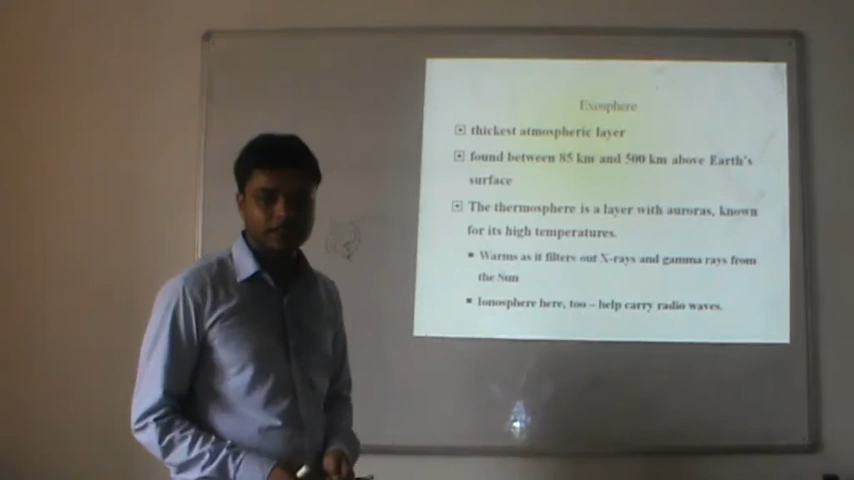 Exosphere
thickest atmospheric layer
found between 85 km and 500 km above Earth's
surface
The thermosphere is a layer with auroras, known
for its high temperatures.
Warms as it filters out X-rays and gamma rays from
the Sun
Ionosphere here, too – help carry radio waves.